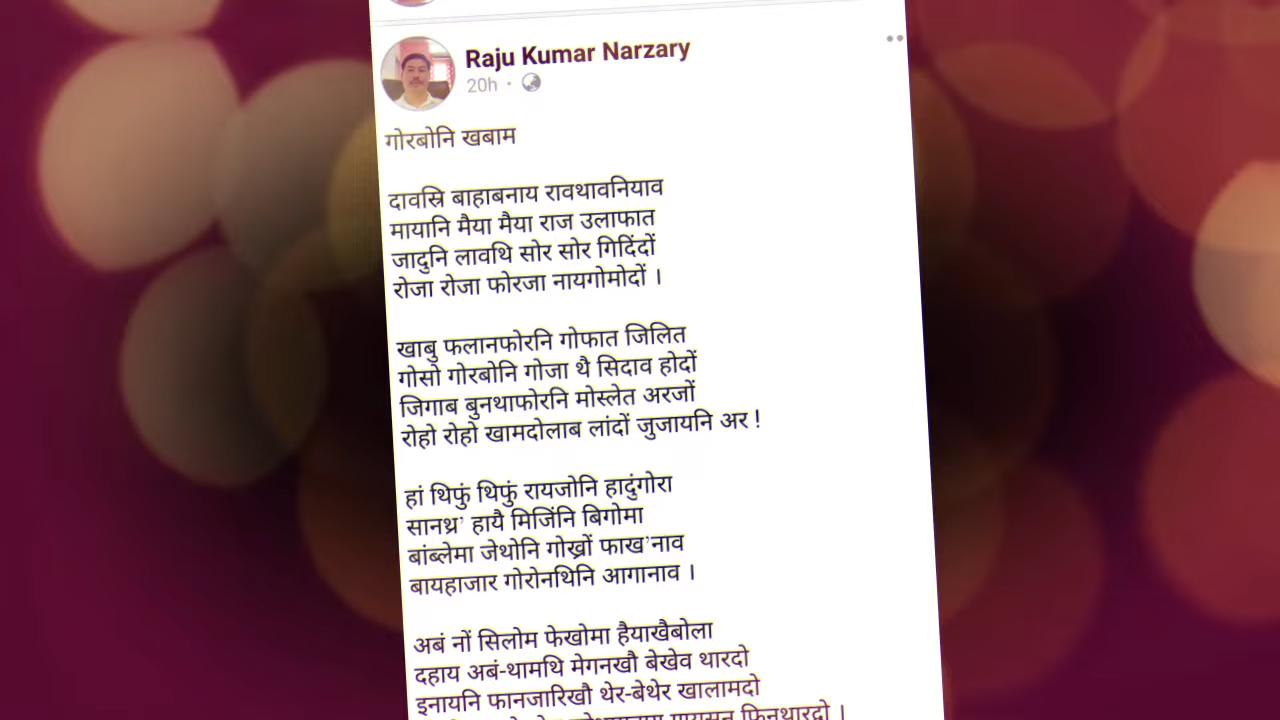 Raju Kumar Narzary
20h ·
गोरबोनि खबाम
दावस्रि बाहाबनाय रावथावनियाव
मायानि मैया मैया राज उलाफात
जादुनि लावथि सोर सोर गिदिंदों
रोजा रोजा फोरजा नायगोमोदों ।
खाबु फलानफोरनि गोफात जिलित
गोसो गोरबोनि गोजा थै सिदाव होदों
जिगाब बुनथाफोरनि मोस्लेत अरजों
रोहो रोहो खामदोलाब लांदों जुजायनि अर !
हां थिफुं थिफुं रायजोनि हादुंगोरा
सानथ्र’ हायै मिजिंनि बिगोमा
बांब्लेमा जेथोनि गोख्रों फाख’नाव
बायहाजार गोरोनथिनि आगानाव ।
अबं नों सिलोम फेखोमा हैयाखैबोला
दहाय अबं-थामथि मेगनखौ बेखेव थारदो
इनायनि फानजारिखौ थेर-बेथेर खालामदो
फिनथारदो ।